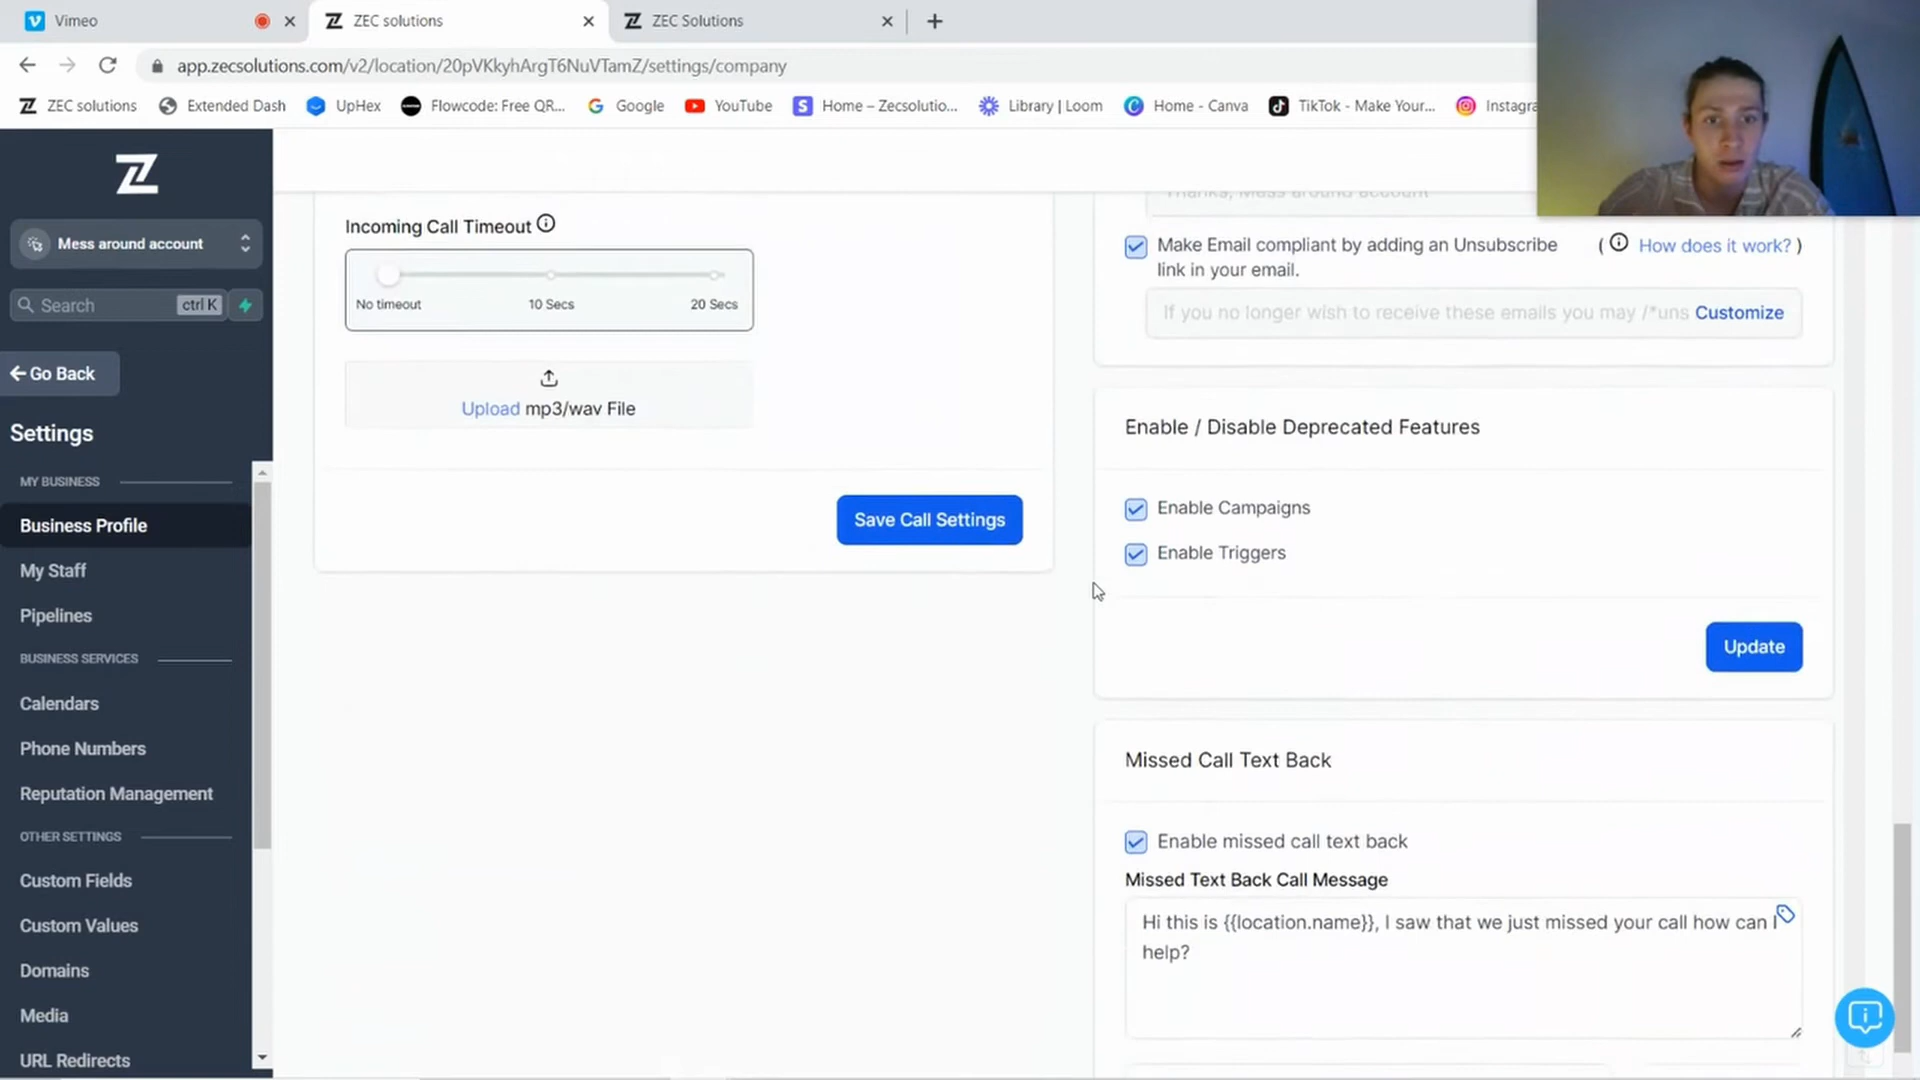 Vimeo
ZEC solutions
ZEC Solutions
app.zecsolutions.com/v2/location/20pVKkyhArgT6NuVTamZ/settings/company
ZEC solutions
Extended Dash
UpHex
Flowcode: Free QR...
Google
YouTube
Home – Zecsolutio...
Library | Loom
Home - Canva
TikTok - Make Your...
Instagra
Mess around account
Search
ctrl K
Go Back
Settings
MY BUSINESS
Business Profile
My Staff
Pipelines
BUSINESS SERVICES
Calendars
Phone Numbers
Reputation Management
OTHER SETTINGS
Custom Fields
Custom Values
Domains
Media
URL Redirects
Incoming Call Timeout
No timeout
10 Secs
20 Secs
Upload mp3/wav File
Save Call Settings
Thanks, Mess around account
Make Email compliant by adding an Unsubscribe
link in your email.
( How does it work? )
If you no longer wish to receive these emails you may /*uns
Customize
Enable / Disable Deprecated Features
Enable Campaigns
Enable Triggers
Update
Missed Call Text Back
Enable missed call text back
Missed Text Back Call Message
Hi this is {{location.name}}, I saw that we just missed your call how can I
help?